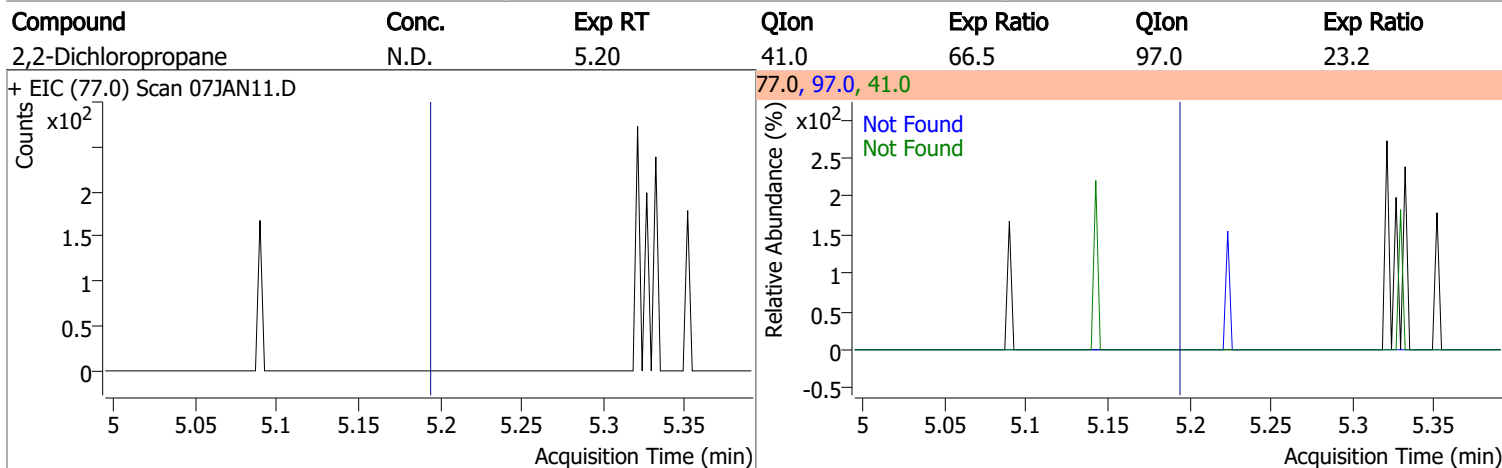 Compound Conc. Exp RT QIon Exp Ratio QIon Exp Ratio
2,2-Dichloropropane N.D. 5.20 41.0 66.5 97.0 23.2
+ EIC (77.0) Scan 07JAN11.D
Counts
x10²
2
1.5
1
0.5
0
5 5.05 5.1 5.15 5.2 5.25 5.3 5.35
Acquisition Time (min)
77.0, 97.0, 41.0
Relative Abundance (%)
x10²
Not Found
Not Found
2.5
2
1.5
1
0.5
0
-0.5
5 5.05 5.1 5.15 5.2 5.25 5.3 5.35
Acquisition Time (min)